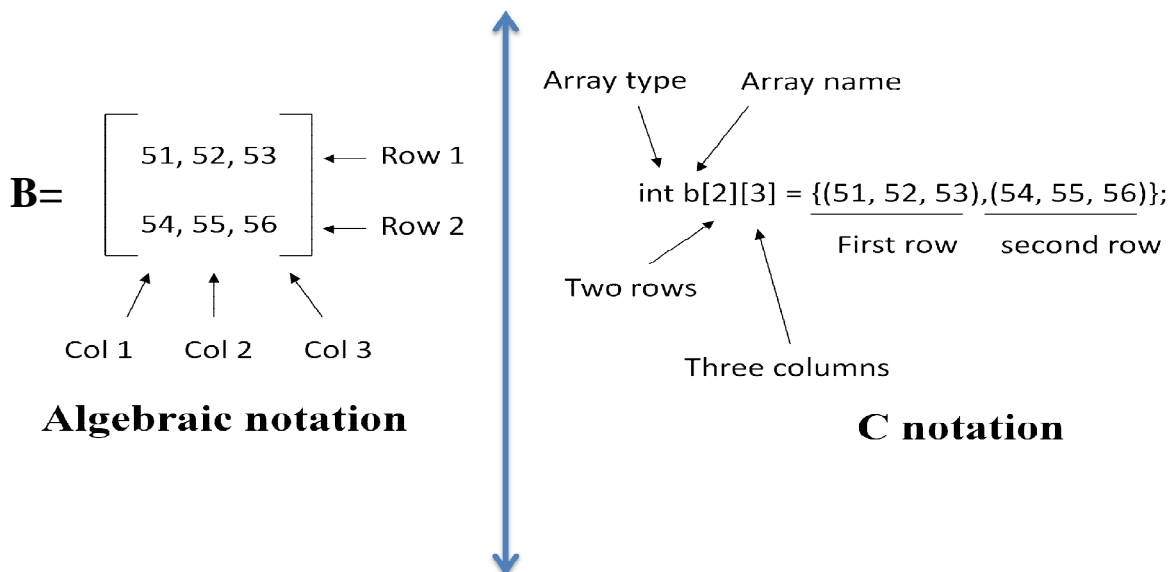 B=
51, 52, 53
Row 1
54, 55, 56
Row 2
Col 1 Col 2 Col 3
Algebraic notation
Array type Array name
int b[2][3] = {(51, 52, 53),(54, 55, 56)};
First row second row
Two rows
Three columns
C notation